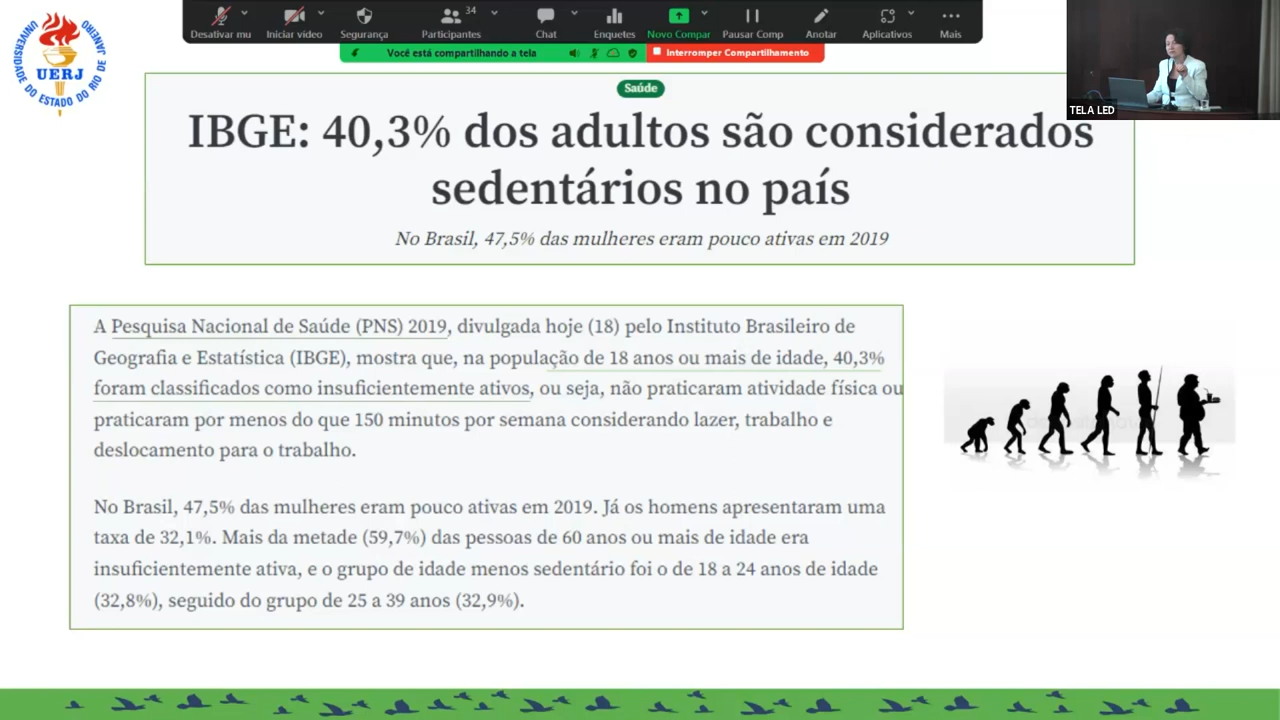 Desativar mu
Iniciar vídeo
Segurança
Participantes
34
Chat
Enquetes
Novo Compar
Pausar Comp
Anotar
Aplicativos
Mais
Você está compartilhando a tela
Interromper Compartilhamento
TELA LED
UNIVERSIDADE DO ESTADO DO RIO DE JANEIRO
UERJ
Saúde
IBGE: 40,3% dos adultos são considerados
sedentários no país
No Brasil, 47,5% das mulheres eram pouco ativas em 2019
A Pesquisa Nacional de Saúde (PNS) 2019, divulgada hoje (18) pelo Instituto Brasileiro de
Geografia e Estatística (IBGE), mostra que, na população de 18 anos ou mais de idade, 40,3%
foram classificados como insuficientemente ativos, ou seja, não praticaram atividade física ou
praticaram por menos do que 150 minutos por semana considerando lazer, trabalho e
deslocamento para o trabalho.
No Brasil, 47,5% das mulheres eram pouco ativas em 2019. Já os homens apresentaram uma
taxa de 32,1%. Mais da metade (59,7%) das pessoas de 60 anos ou mais de idade era
insuficientemente ativa, e o grupo de idade menos sedentário foi o de 18 a 24 anos de idade
(32,8%), seguido do grupo de 25 a 39 anos (32,9%).